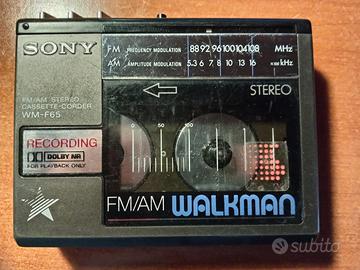 SONY
FM FREQUENCY MODULATION 88 92 96 100 104 108 MHz
AM AMPLITUDE MODULATION 5.3 6 7 8 10 13 16 kHz
FM/AM STEREO
CASSETTE-CORDER
WM-F65
STEREO
RECORDING
DOLBY NR
FOR PLAYBACK ONLY
0 50 100
FM/AM WALKMAN
subito